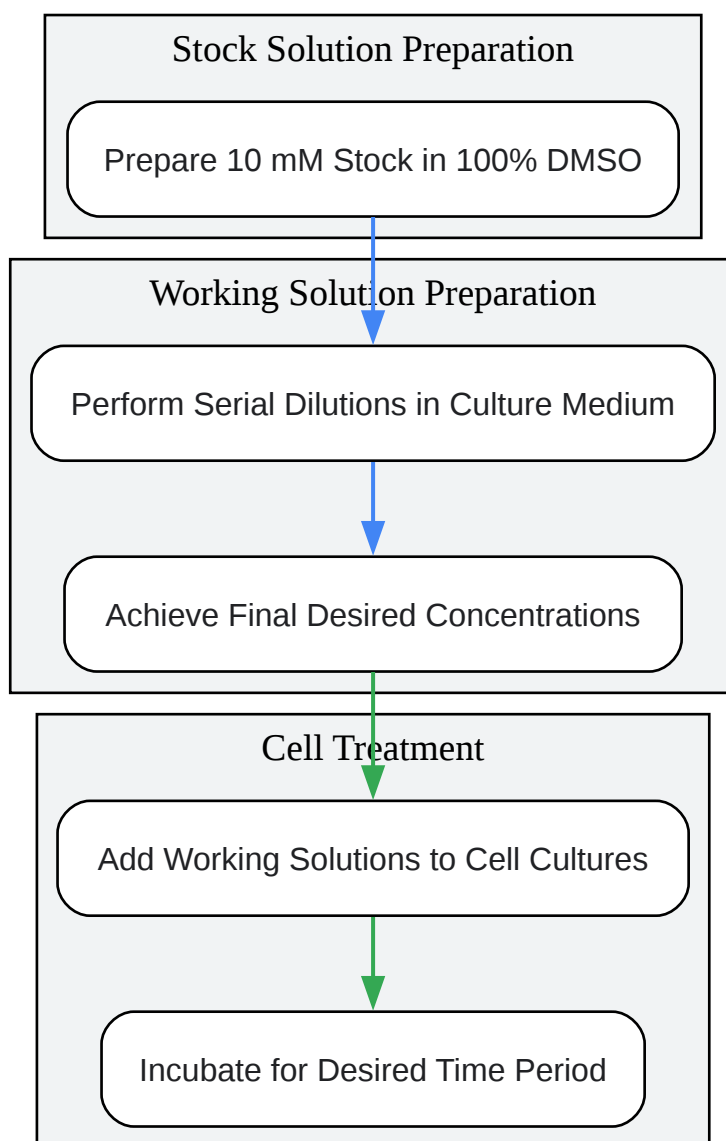 Stock Solution Preparation
Prepare 10 mM Stock in 100% DMSO
Working Solution Preparation
Perform Serial Dilutions in Culture Medium
Achieve Final Desired Concentrations
Cell Treatment
Add Working Solutions to Cell Cultures
Incubate for Desired Time Period